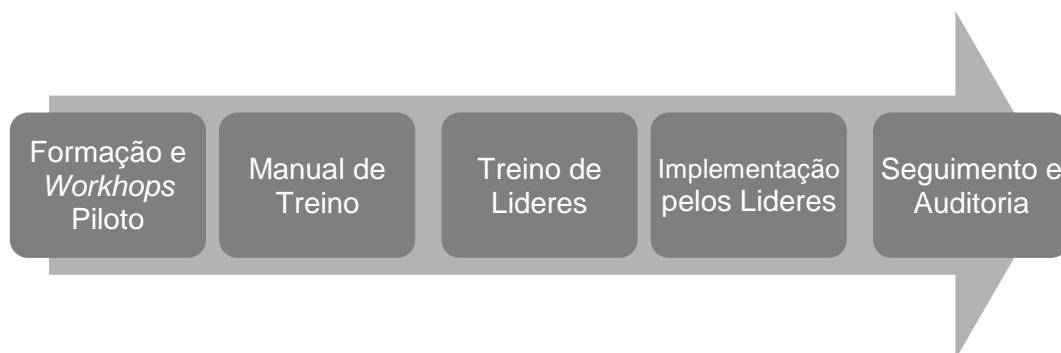 Formação e
Workhops
Piloto
Manual de
Treino
Treino de
Lideres
Implementação
pelos Lideres
Seguimento e
Auditoria